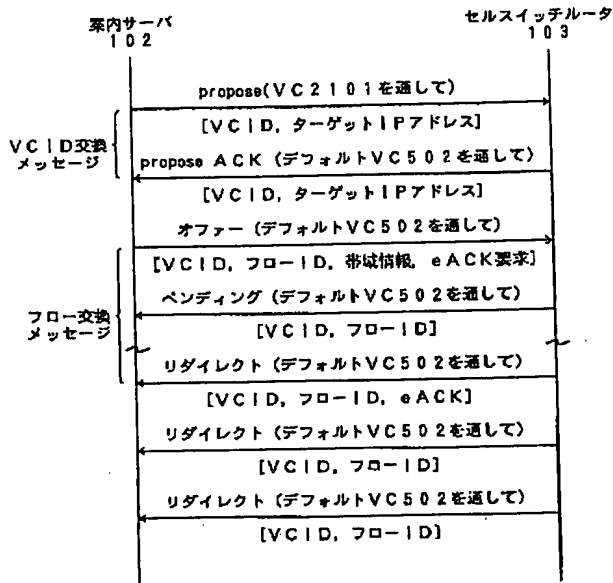 案内サーバ
102
セルスイッチルータ
103
propose(VC2101を通して)
[VCID, ターゲットIPアドレス]
VCID交換
メッセージ
propose ACK (デフォルトVC502を通して)
[VCID, ターゲットIPアドレス]
オファー (デフォルトVC502を通して)
[VCID, フローID, 帯域情報, eACK要求]
ペンディング (デフォルトVC502を通して)
フロー交換
メッセージ
[VCID, フローID]
リダイレクト (デフォルトVC502を通して)
[VCID, フローID, eACK]
リダイレクト (デフォルトVC502を通して)
[VCID, フローID]
リダイレクト (デフォルトVC502を通して)
[VCID, フローID]